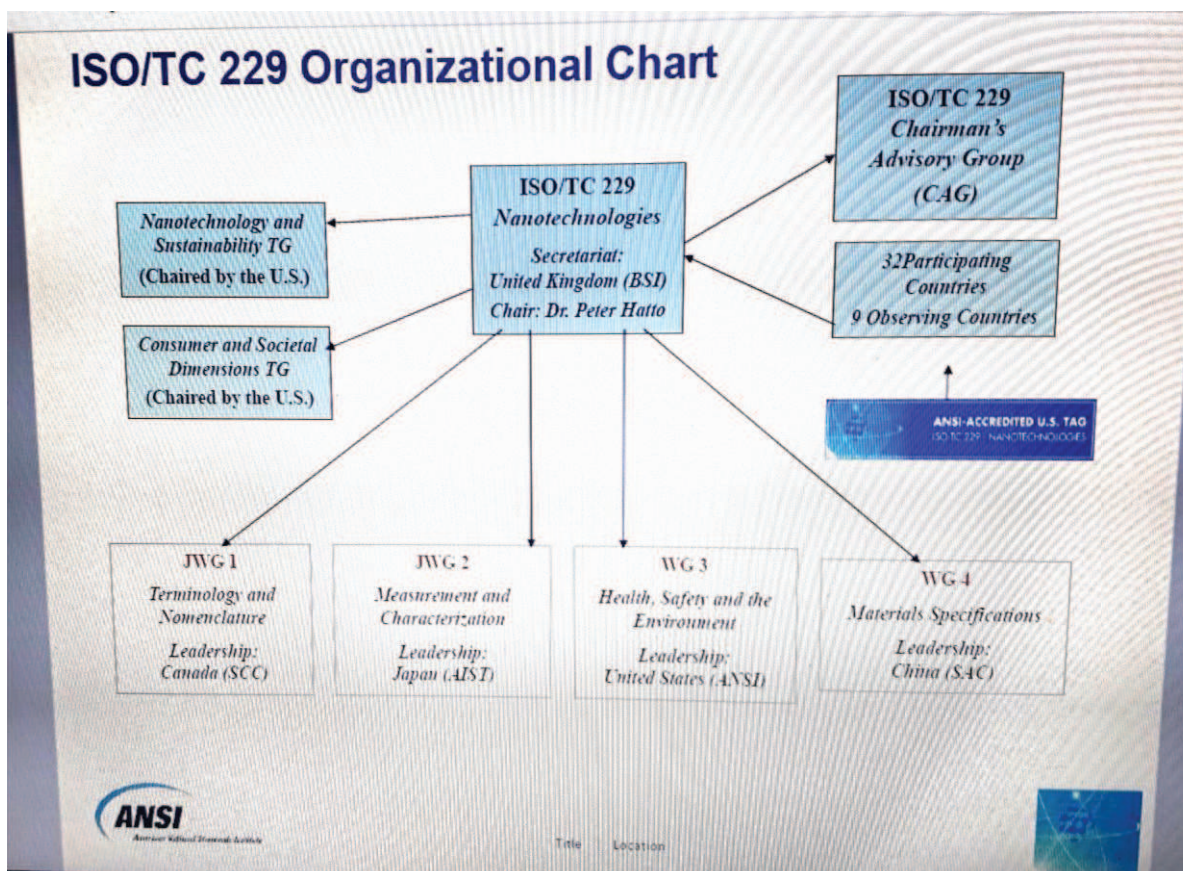 ISO/TC 229 Organizational Chart
ISO/TC 229
Chairman's
Advisory Group
(CAG)
ISO/TC 229
Nanotechnologies
Secretariat:
United Kingdom (BSI)
Chair: Dr. Peter Hatto
Nanotechnology and
Sustainability TG
(Chaired by the U.S.)
32Participating
Countries
9 Observing Countries
Consumer and Societal
Dimensions TG
(Chaired by the U.S.)
ANSI-ACCREDITED U.S. TAG
ISO TC 229 NANOTECHNOLOGIES
JWG 1
Terminology and
Nomenclature
Leadership:
Canada (SCC)
JWG 2
Measurement and
Characterization
Leadership:
Japan (AIST)
WG 3
Health, Safety and the
Environment
Leadership:
United States (ANSI)
WG 4
Materials Specifications
Leadership:
China (SAC)
ANSI
American National Standards Institute
Title Location